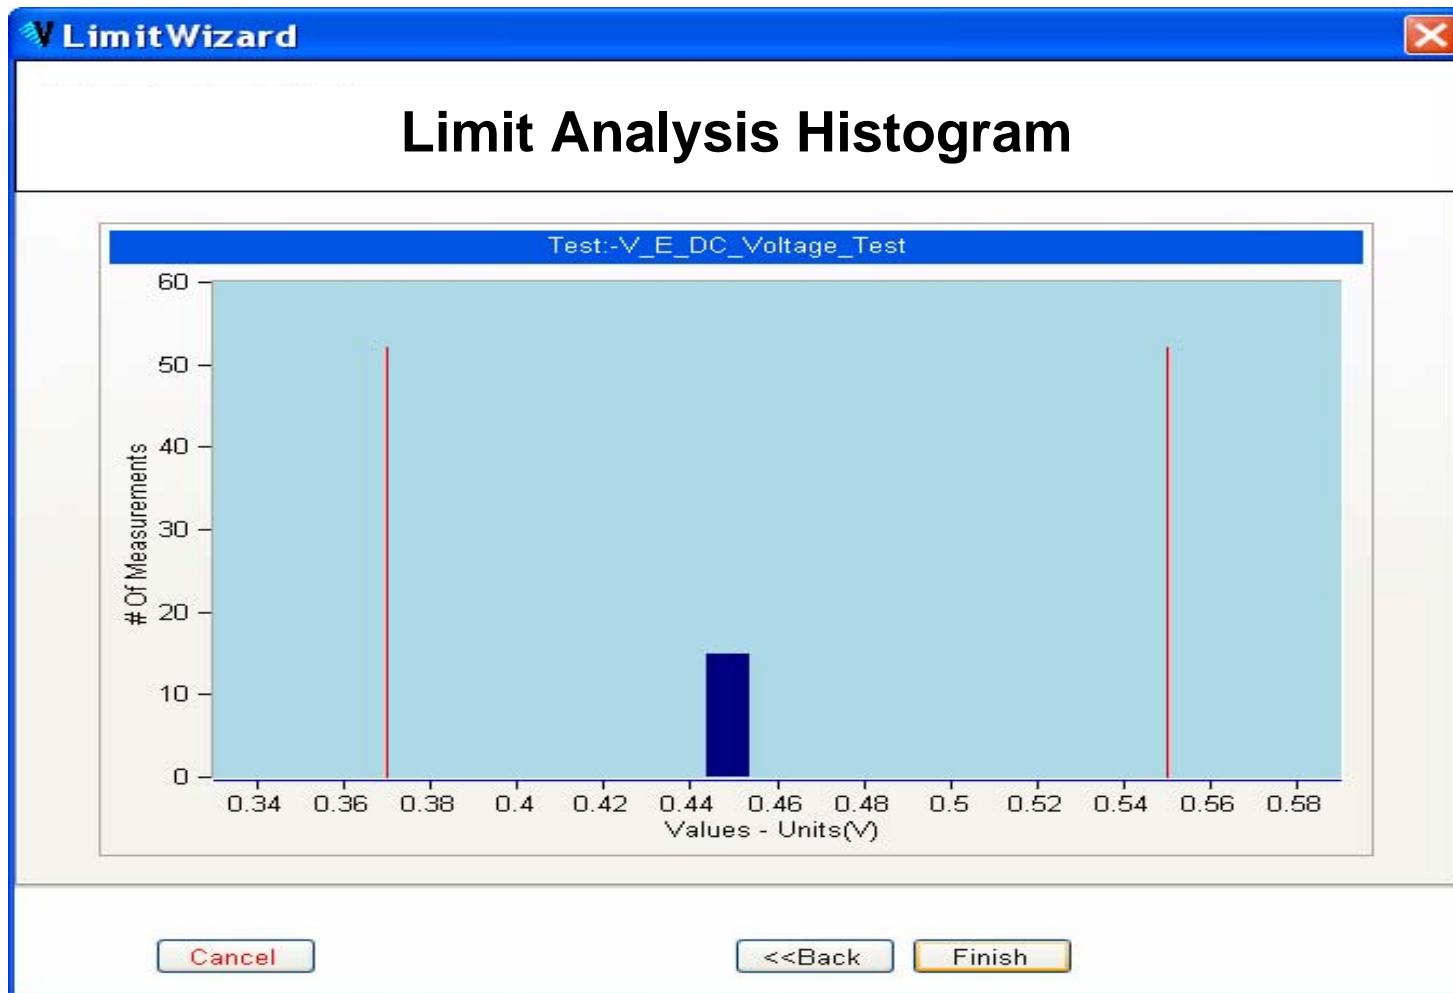 LimitWizard
Limit Analysis Histogram
Test:-V_E_DC_Voltage_Test
60
50
40
30
20
10
0
# Of Measurements
0.34 0.36 0.38 0.4 0.42 0.44 0.46 0.48 0.5 0.52 0.54 0.56 0.58
Values - Units(V)
Cancel <<Back Finish